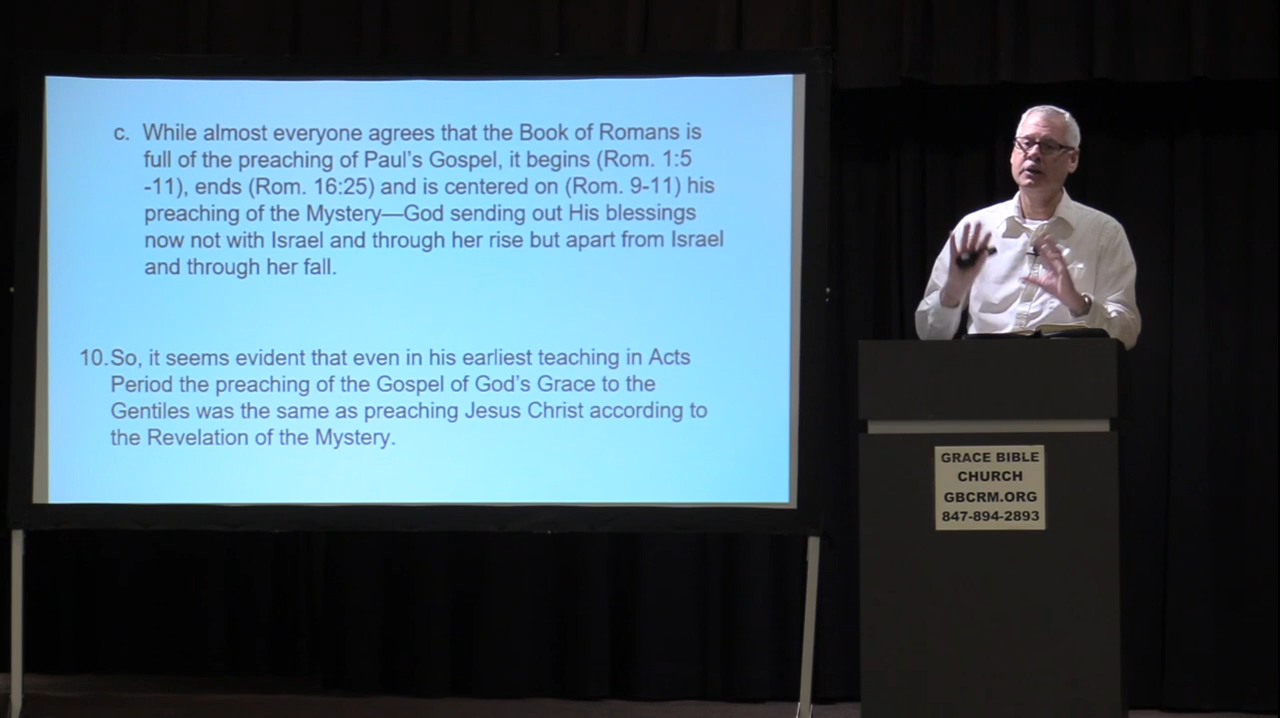 c. While almost everyone agrees that the Book of Romans is
full of the preaching of Paul's Gospel, it begins (Rom. 1:5
-11), ends (Rom. 16:25) and is centered on (Rom. 9-11) his
preaching of the Mystery—God sending out His blessings
now not with Israel and through her rise but apart from Israel
and through her fall.
10. So, it seems evident that even in his earliest teaching in Acts
Period the preaching of the Gospel of God's Grace to the
Gentiles was the same as preaching Jesus Christ according to
the Revelation of the Mystery.
GRACE BIBLE
CHURCH
GBCRM.ORG
847-894-2893